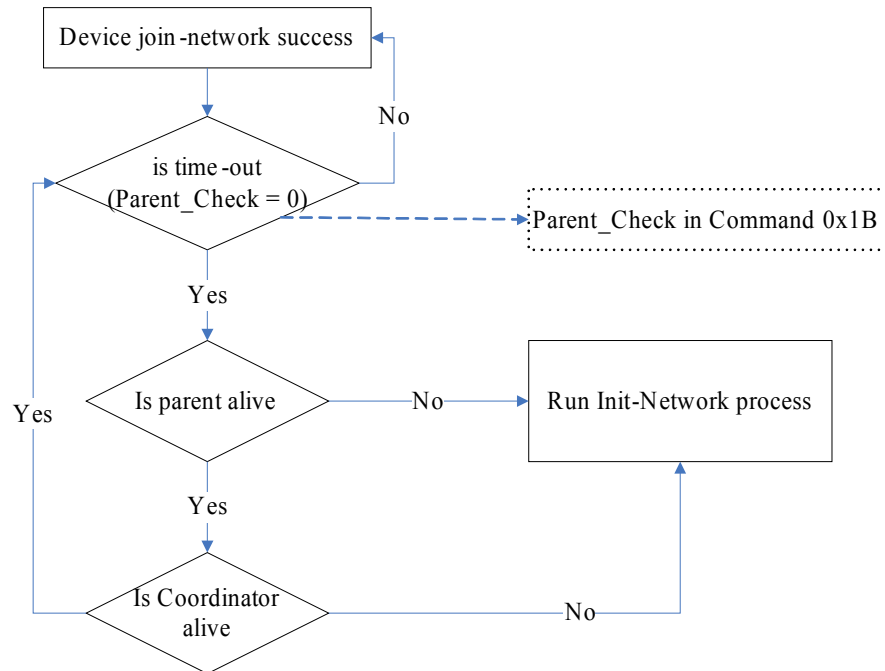 Device join-network success
No
is time-out
(Parent_Check = 0)
Parent_Check in Command 0x1B
Yes
Is parent alive
No
Run Init-Network process
Yes
Yes
Is Coordinator
alive
No